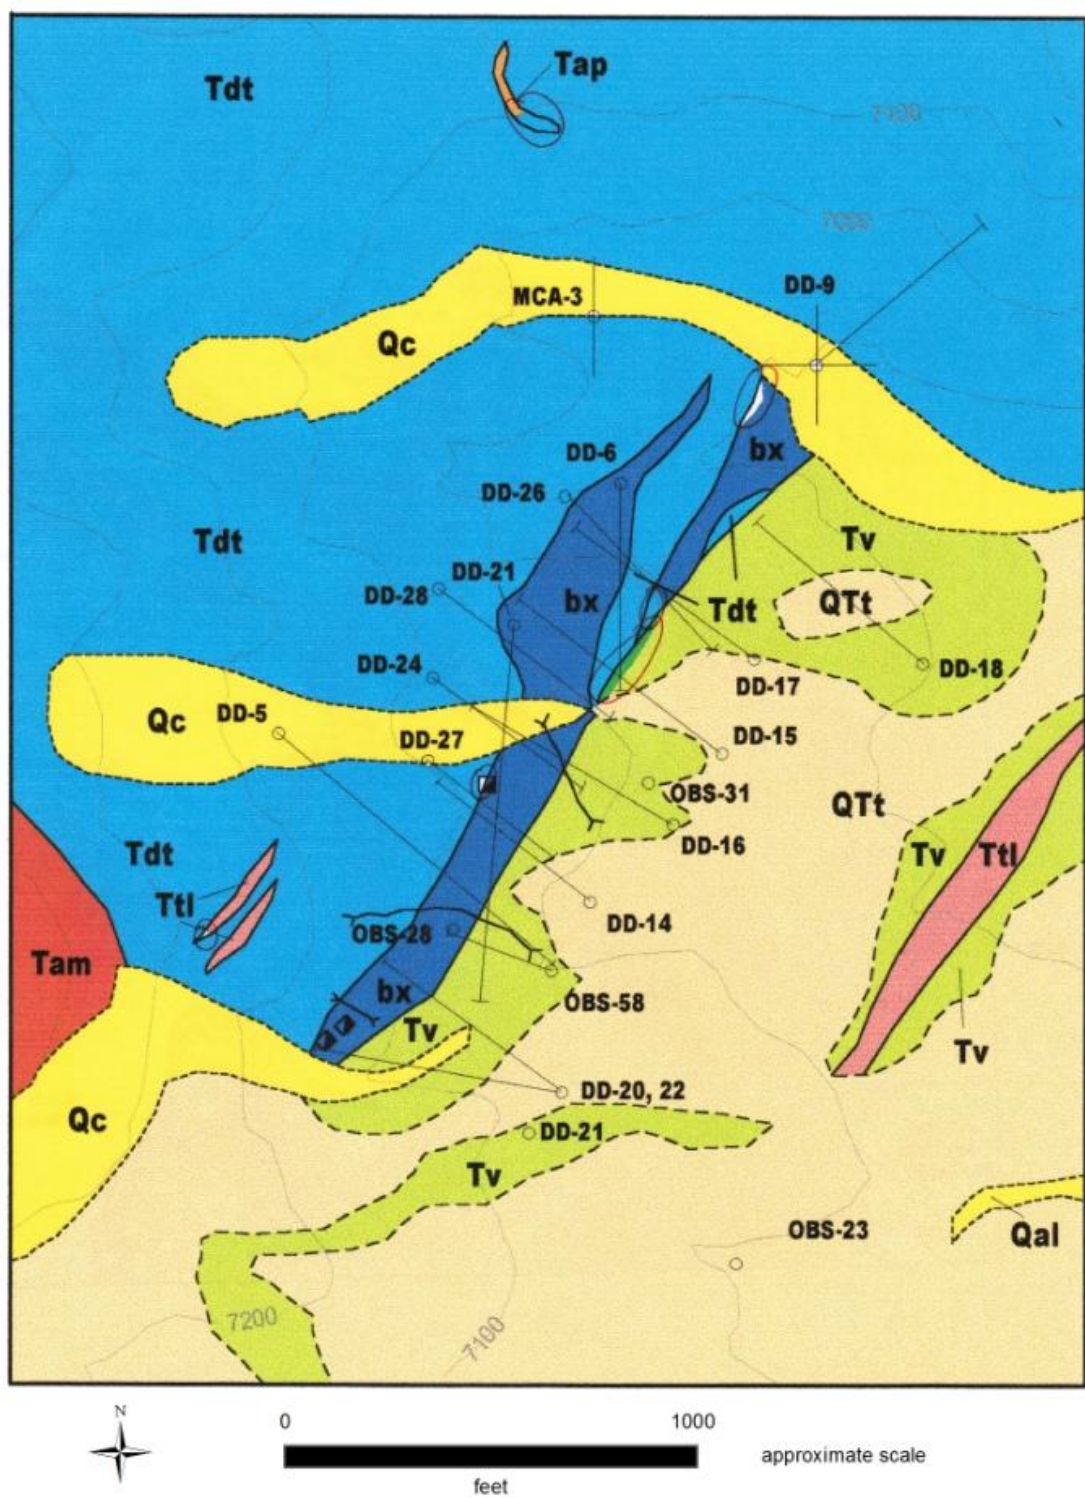 Tap
Tdt
7100
7000
DD-9
MCA-3
Qc
DD-6
bx
DD-26
Tv
Tdt
DD-21
DD-28
bx
QTt
Tdt
DD-24
DD-18
DD-17
Qc
DD-5
DD-27
DD-15
OBS-31
QTt
DD-16
Tdt
Tv
Ttl
Ttl
DD-14
OBS-28
Tam
bx
OBS-58
Tv
Tv
DD-20, 22
Qc
DD-21
Tv
OBS-23
Qal
7200
7100
N
0
1000
approximate scale
feet